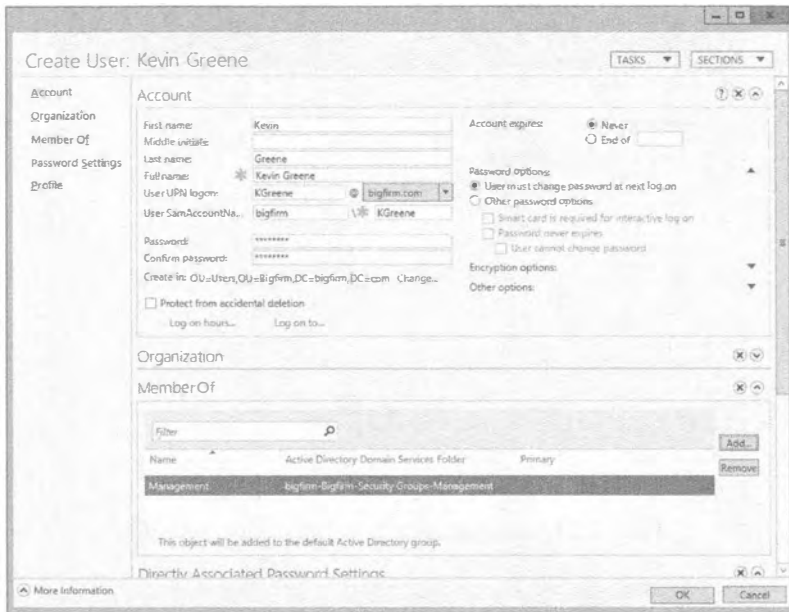 Create User: Kevin Greene
TASKS
SECTIONS
Account
Organization
Member Of
Password Settings
Profile
Account
First name: Kevin
Middle initials:
Last name: Greene
Full name: * Kevin Greene
User UPN logon: KGreene @ bigfirm.com
User SamAccountNa... bigfirm \* KGreene
Password: ********
Confirm password: ********
Create in: OU=Users,OU=Bigfirm,DC=bigfirm,DC=com Change...
Protect from accidental deletion
Log on hours... Log on to...
Account expires: Never
End of
Password options:
User must change password at next log on
Other password options
Smart card is required for interactive log on
Password never expires
User cannot change password
Encryption options:
Other options:
Organization
Member Of
Filter
Add...
Name Active Directory Domain Services Folder Primary
Remove
Management bigfirm-Bigfirm-Security Groups-Management
This object will be added to the default Active Directory group.
Directly Associated Password Settings
More Information
OK Cancel